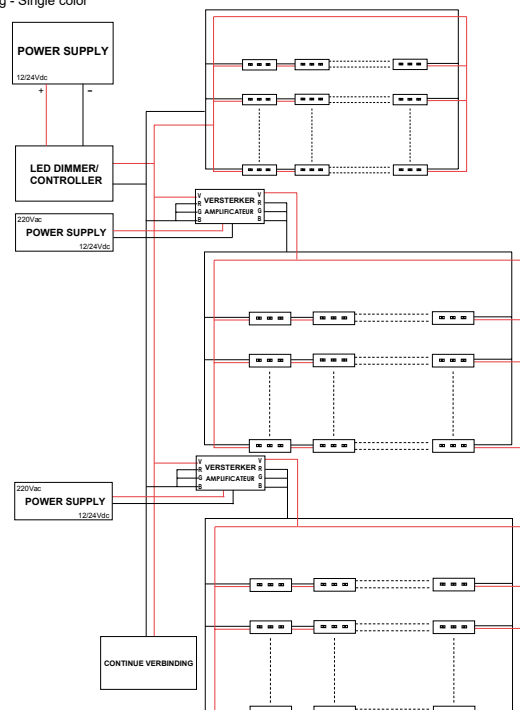 g - Single color
POWER SUPPLY
12/24Vdc
+ −
LED DIMMER/
CONTROLLER
220Vac
POWER SUPPLY
12/24Vdc
V V
R VERSTERKER R
G AMPLIFICATEUR G
B B
220Vac
POWER SUPPLY
12/24Vdc
V V
R VERSTERKER R
G AMPLIFICATEUR G
B B
CONTINUE VERBINDING